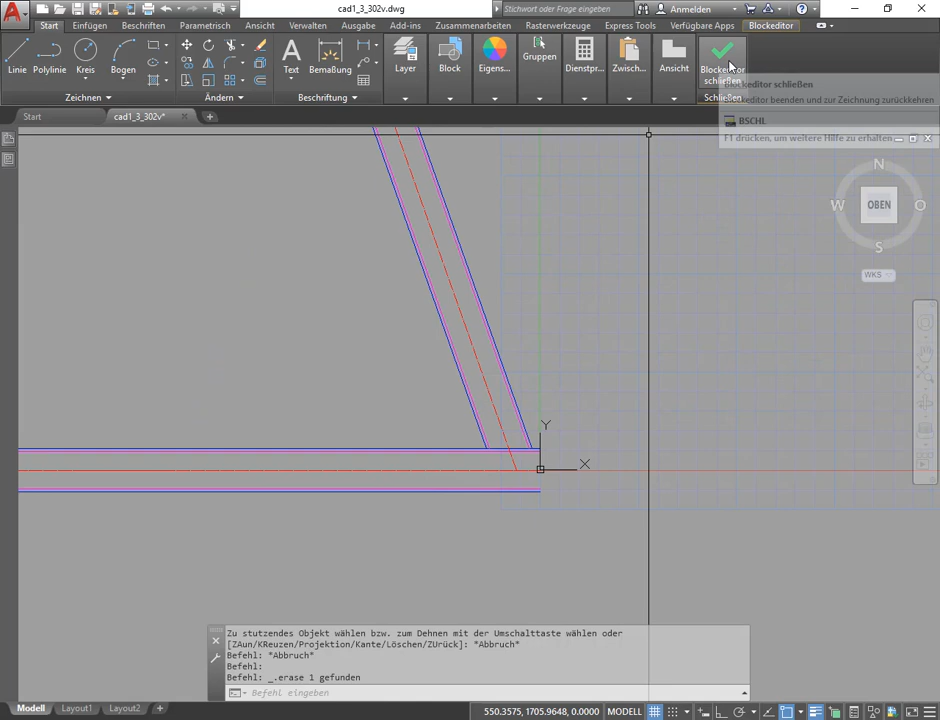 A
cad1_3_302v.dwg
Stichwort oder Frage eingeben
Anmelden
Start Einfügen Beschriften Parametrisch Ansicht Verwalten Ausgabe Add-ins Zusammenarbeiten Rasterwerkzeuge Express Tools Verfügbare Apps Blockeditor
Linie Polylinie Kreis Bogen
Text Bemaßung
Layer Block Eigens... Gruppen Dienstpr... Zwisch... Ansicht
Blockeditor
schließen
Zeichnen Ändern Beschriftung Schließen
Blockeditor schließen
Blockeditor beenden und zur Zeichnung zurückkehren
BSCHL
F1 drücken, um weitere Hilfe zu erhalten
Start cad1_3_302v*
N
W OBEN O
S
WKS
Y
X
Zu stutzendes Objekt wählen bzw. zum Dehnen mit der Umschalttaste wählen oder
[ZAun/KReuzen/Projektion/Kante/Löschen/ZUrück]: *Abbruch*
Befehl: *Abbruch*
Befehl:
Befehl: _.erase 1 gefunden
Befehl eingeben
Modell Layout1 Layout2
550.3575, 1705.9648, 0.0000 MODELL